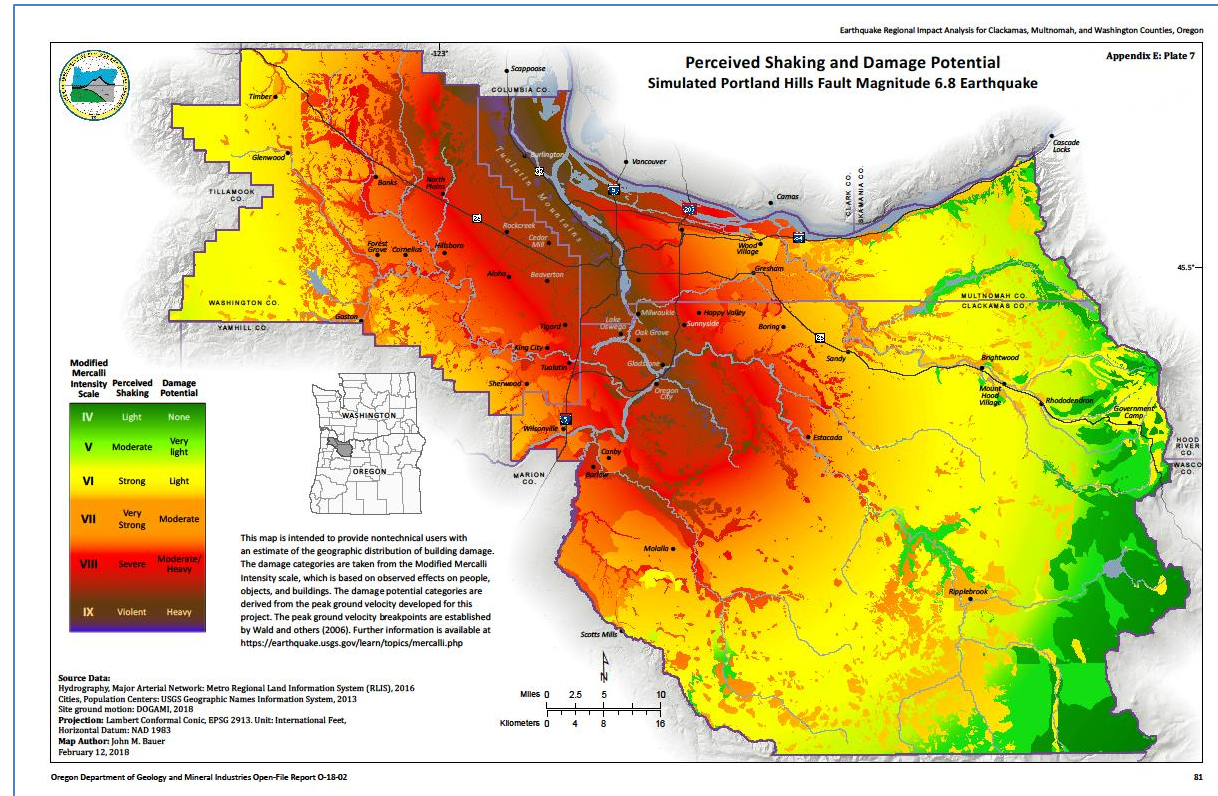 Earthquake Regional Impact Analysis for Clackamas, Multnomah, and Washington Counties, Oregon
Appendix E: Plate 7
Perceived Shaking and Damage Potential
Simulated Portland Hills Fault Magnitude 6.8 Earthquake
-123°
Scappoose
COLUMBIA CO.
Timber
Glenwood
TILLAMOOK
CO.
Banks
North
Plains
Burlington
Tualatin Mountains
Vancouver
Camas
CLARK CO.
SKAMANIA CO.
Cascade
Locks
26
205
Rockcreek
Cedar
Mill
Forest
Grove
Cornelius
Hillsboro
Wood
Village
Gresham
45.5°
Aloha
Beaverton
WASHINGTON CO.
YAMHILL CO.
Gaston
MULTNOMAH CO.
CLACKAMAS CO.
Milwaukie
Happy Valley
Lake
Oswego
Sunnyside
Oak Grove
Boring
Tigard
King City
Tualatin
Gladstone
Sandy
Brightwood
Sherwood
Oregon
City
Mount
Hood
Village
Rhododendron
Government
Camp
HOOD
RIVER
CO.
WASCO
CO.
5
Wilsonville
Estacada
Canby
Barlow
MARION
CO.
Molalla
Ripplebrook
Scotts Mills
Modified
Mercalli
Intensity
Scale
Perceived
Shaking
Damage
Potential
IV Light None
V Moderate Very
light
VI Strong Light
VII Very
Strong Moderate
VIII Severe Moderate/
Heavy
IX Violent Heavy
WASHINGTON
OREGON
This map is intended to provide nontechnical users with
an estimate of the geographic distribution of building damage.
The damage categories are taken from the Modified Mercalli
Intensity scale, which is based on observed effects on people,
objects, and buildings. The damage potential categories are
derived from the peak ground velocity developed for this
project. The peak ground velocity breakpoints are established
by Wald and others (2006). Further information is available at
https://earthquake.usgs.gov/learn/topics/mercalli.php
N
Miles 0 2.5 5 10
Kilometers 0 4 8 16
Source Data:
Hydrography, Major Arterial Network: Metro Regional Land Information System (RLIS), 2016
Cities, Population Centers: USGS Geographic Names Information System, 2013
Site ground motion: DOGAMI, 2018
Projection: Lambert Conformal Conic, EPSG 2913. Unit: International Feet,
Horizontal Datum: NAD 1983
Map Author: John M. Bauer
February 12, 2018
Oregon Department of Geology and Mineral Industries Open-File Report O-18-02
81